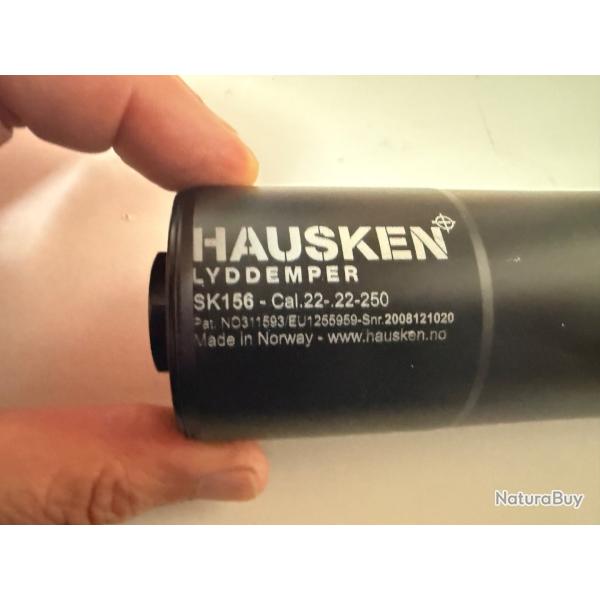 HAUSKEN
LYDDEMPER
SK156 - Cal.22-.22-250
Pat. NO311593/EU1255959-Snr.2008121020
Made in Norway - www.hausken.no
NaturaBuy